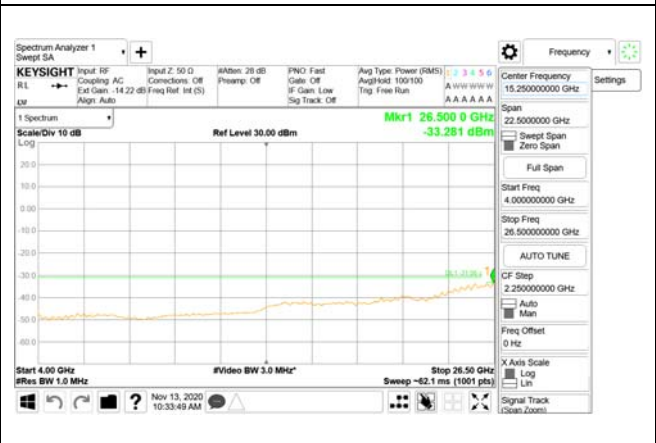 Spectrum Analyzer 1
Swept SA
+
Frequency
KEYSIGHT
RL
Input: RF
Coupling: AC
Ext Gain: -14.22 dB
Align: Auto
Input Z: 50 Ω
Corrections: Off
Freq Ref: Int (S)
#Atten: 28 dB
Preamp: Off
PNO: Fast
Gate: Off
IF Gain: Low
Sig Track: Off
Avg Type: Power (RMS)
Avg|Hold: 100/100
Trig: Free Run
1 2 3 4 5 6
A W W W W W
A A A A A A
Center Frequency
15.250000000 GHz
Settings
Span
22.5000000 GHz
Swept Span
Zero Span
Full Span
Start Freq
4.000000000 GHz
Stop Freq
26.500000000 GHz
AUTO TUNE
CF Step
2.250000000 GHz
Auto
Man
Freq Offset
0 Hz
X Axis Scale
Log
Lin
Signal Track
(Span Zoom)
1 Spectrum
Scale/Div 10 dB
Ref Level 30.00 dBm
Mkr1 26.500 0 GHz
-33.281 dBm
Log
20.0
10.0
0.00
-10.0
-20.0
-30.0
-40.0
-50.0
-60.0
1
Start 4.00 GHz
#Video BW 3.0 MHz*
Stop 26.50 GHz
#Res BW 1.0 MHz
Sweep ~62.1 ms (1001 pts)
?
Nov 13, 2020
10:33:49 AM